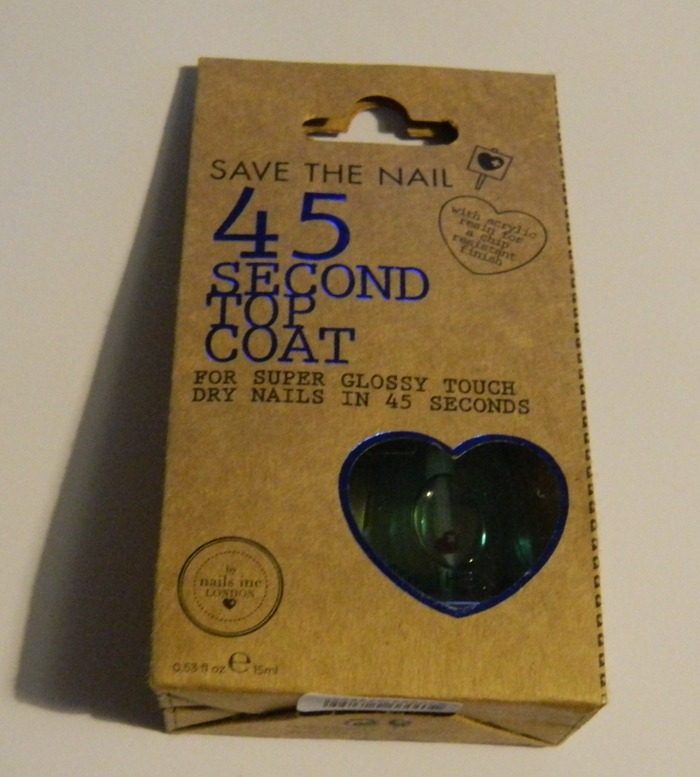 SAVE THE NAIL
45
SECOND
TOP
COAT
with acrylic
resin for
a chip
resistant
finish
FOR SUPER GLOSSY TOUCH
DRY NAILS IN 45 SECONDS
by
nails inc
LONDON
0.53 fl oz e 15ml